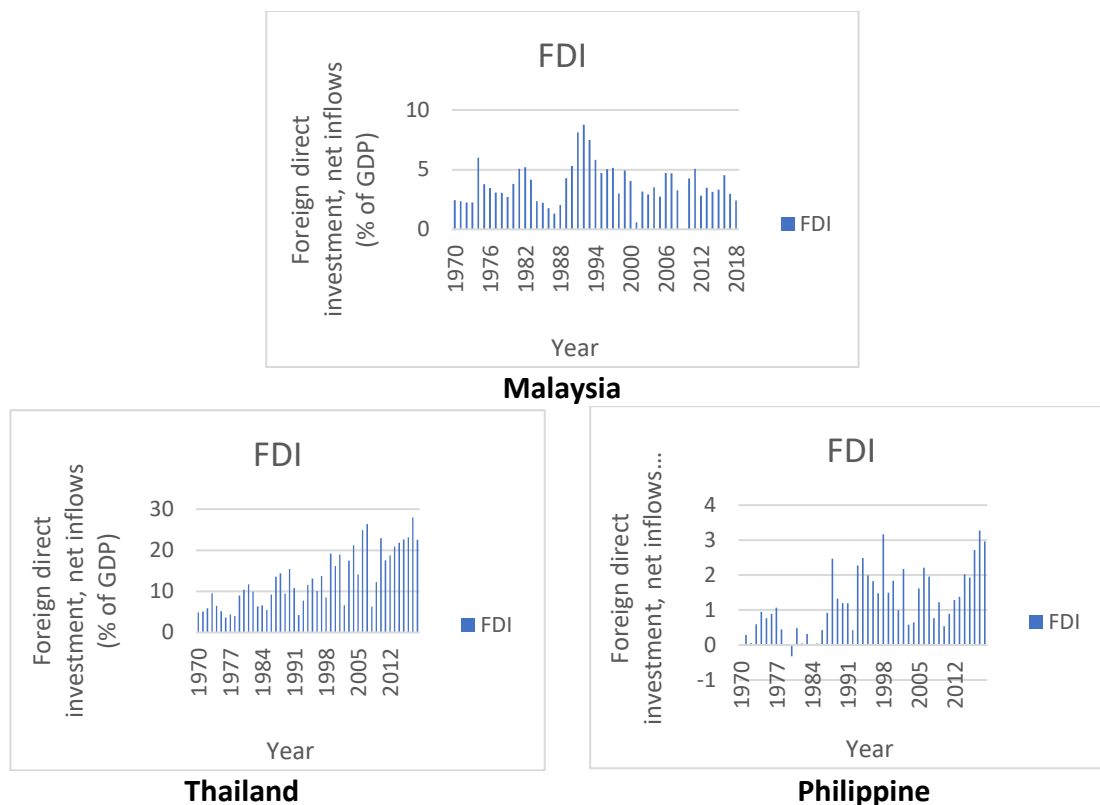 FDI
Foreign direct
investment, net inflows
(% of GDP)
10
5
0
1970
1976
1982
1988
1994
2000
2006
2012
2018
FDI
Year
Malaysia
FDI
Foreign direct
investment, net inflows
(% of GDP)
30
20
10
0
1970
1977
1984
1991
1998
2005
2012
FDI
Year
Thailand
FDI
Foreign direct
investment, net inflows...
4
3
2
1
0
-1
1970
1977
1984
1991
1998
2005
2012
FDI
Year
Philippine